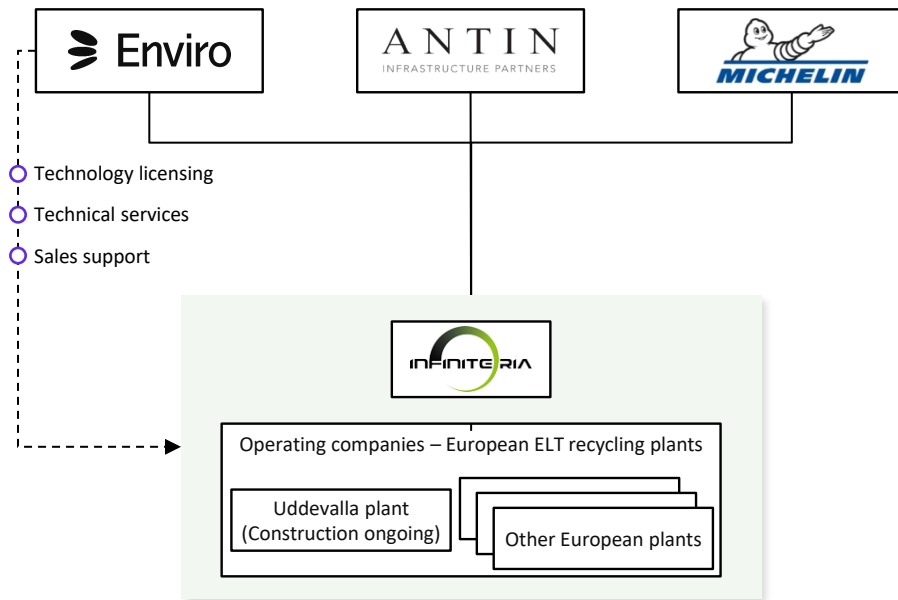 Enviro
ANTIN
INFRASTRUCTURE PARTNERS
MICHELIN
Technology licensing
Technical services
Sales support
INFINITERIA
Operating companies – European ELT recycling plants
Uddevalla plant
(Construction ongoing)
Other European plants